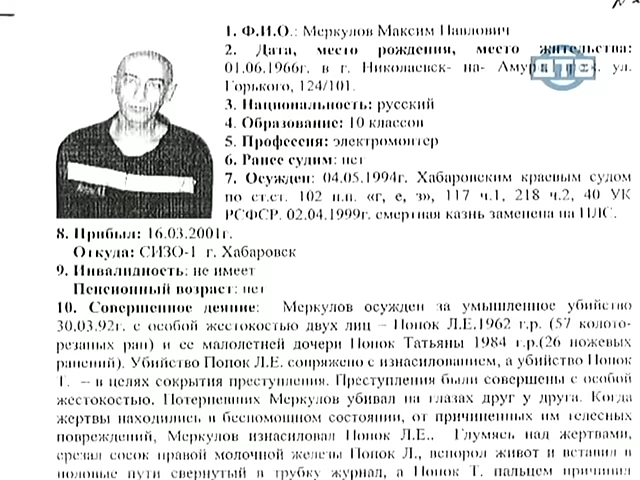 1. Ф.И.О.: Меркулов Максим Павлович
2. Дата, место рождения, место жительства:
01.06.1966г. в г. Николаевск- на- Амуре ул.
Горького, 124/101.
3. Национальность: русский
4. Образование: 10 классов
5. Профессия: электромонтер
6. Ранее судим: нет
7. Осужден: 04.05.1994г. Хабаровским краевым судом
по ст.ст. 102 п.п. «г, е, з», 117 ч.1, 218 ч.2, 40 УК
РСФСР. 02.04.1999г. смертная казнь заменена на ПЛС.
8. Прибыл: 16.03.2001г.
Откуда: СИЗО-1 г. Хабаровск
9. Инвалидность: не имеет
Пенсионный возраст: нет
10. Совершенное деяние: Меркулов осужден за умышленное убийство
30.03.92г. с особой жестокостью двух лиц – Попок Л.Е.1962 г.р. (57 колото-
резаных ран) и ее малолетней дочери Попок Татьяны 1984 г.р.(26 ножевых
ранений). Убийство Попок Л.Е. сопряжено с изнасилованием, а убийство Попок
Т. – в целях сокрытия преступления. Преступления были совершены с особой
жестокостью. Потерпевших Меркулов убивал на глазах друг у друга. Когда
жертвы находились в беспомощном состоянии, от причиненных им телесных
повреждений, Меркулов изнасиловал Попок Л.Е.. Глумясь над жертвами,
срезал сосок правой молочной железы Попок Л., вспорол живот и вставил в
половые пути свернутый в трубку журнал, а Попок Т. пальцем причинил